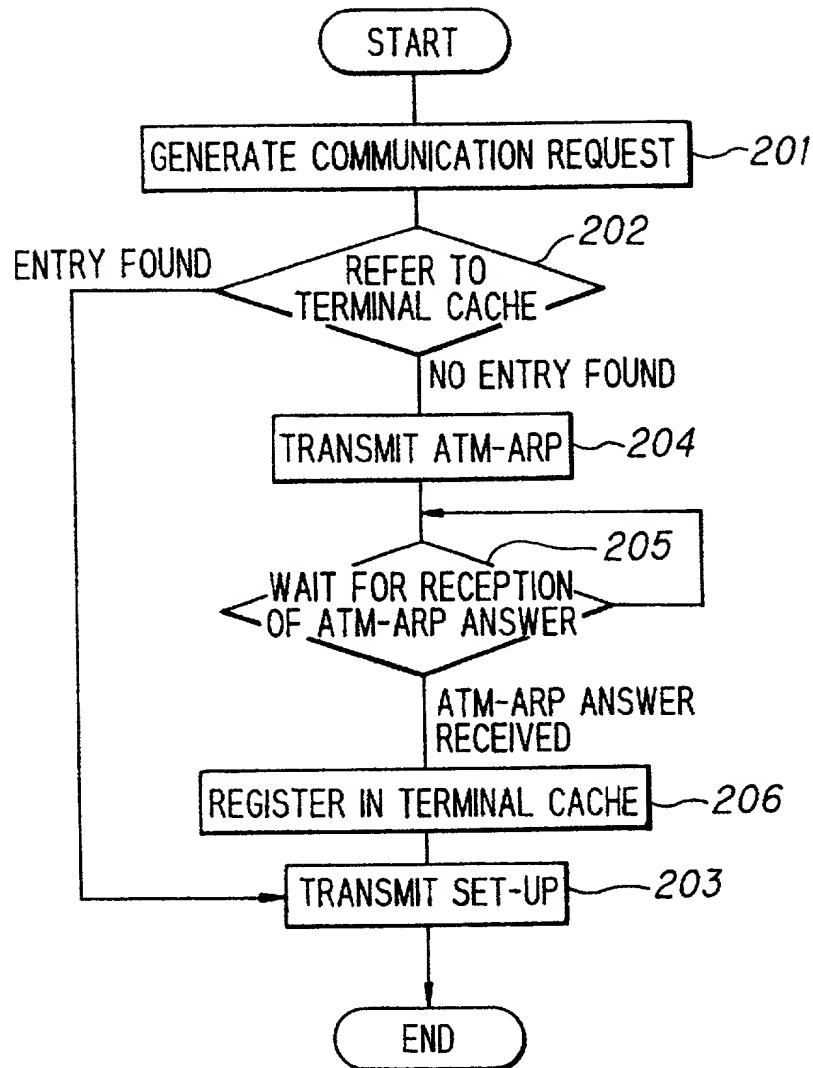 START
GENERATE COMMUNICATION REQUEST
201
202
ENTRY FOUND
REFER TO
TERMINAL CACHE
NO ENTRY FOUND
TRANSMIT ATM-ARP
204
205
WAIT FOR RECEPTION
OF ATM-ARP ANSWER
ATM-ARP ANSWER
RECEIVED
REGISTER IN TERMINAL CACHE
206
TRANSMIT SET-UP
203
END